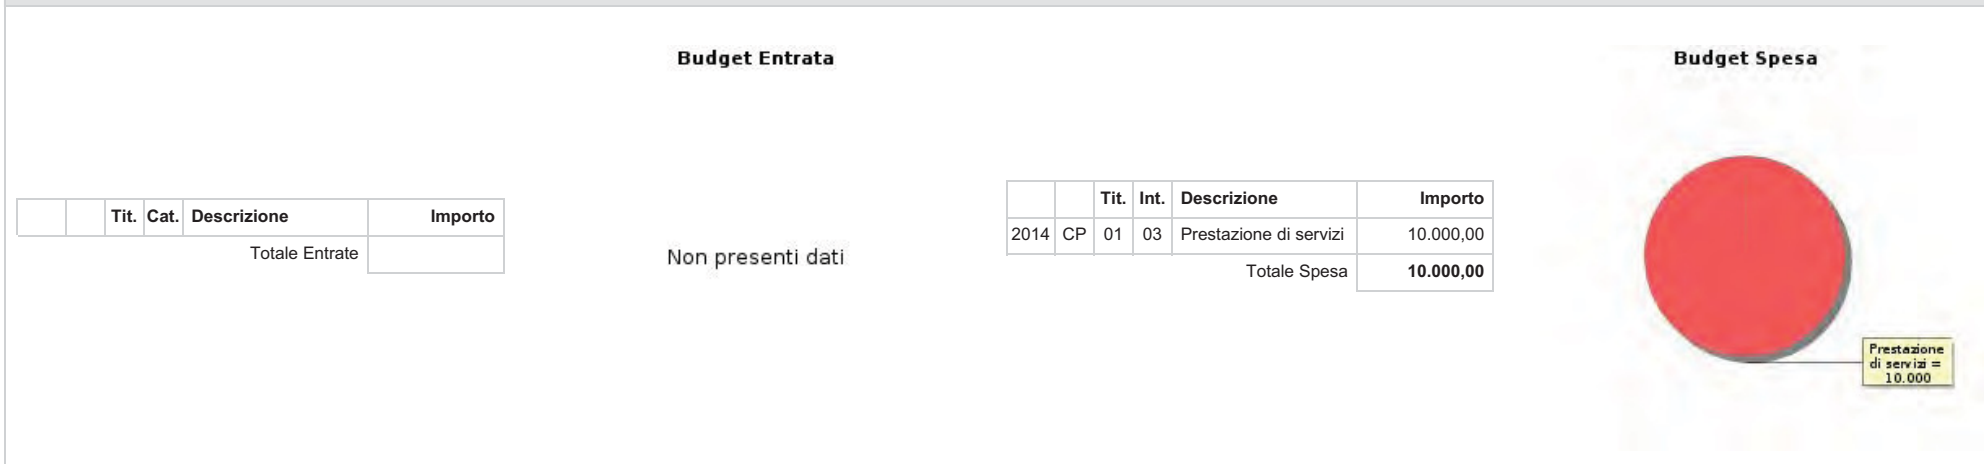 Budget Entrata
Tit. Cat. Descrizione Importo
Totale Entrate
Non presenti dati
Tit. Int. Descrizione Importo
2014 CP 01 03 Prestazione di servizi 10.000,00
Totale Spesa 10.000,00
Budget Spesa
Prestazione
di servizi =
10.000